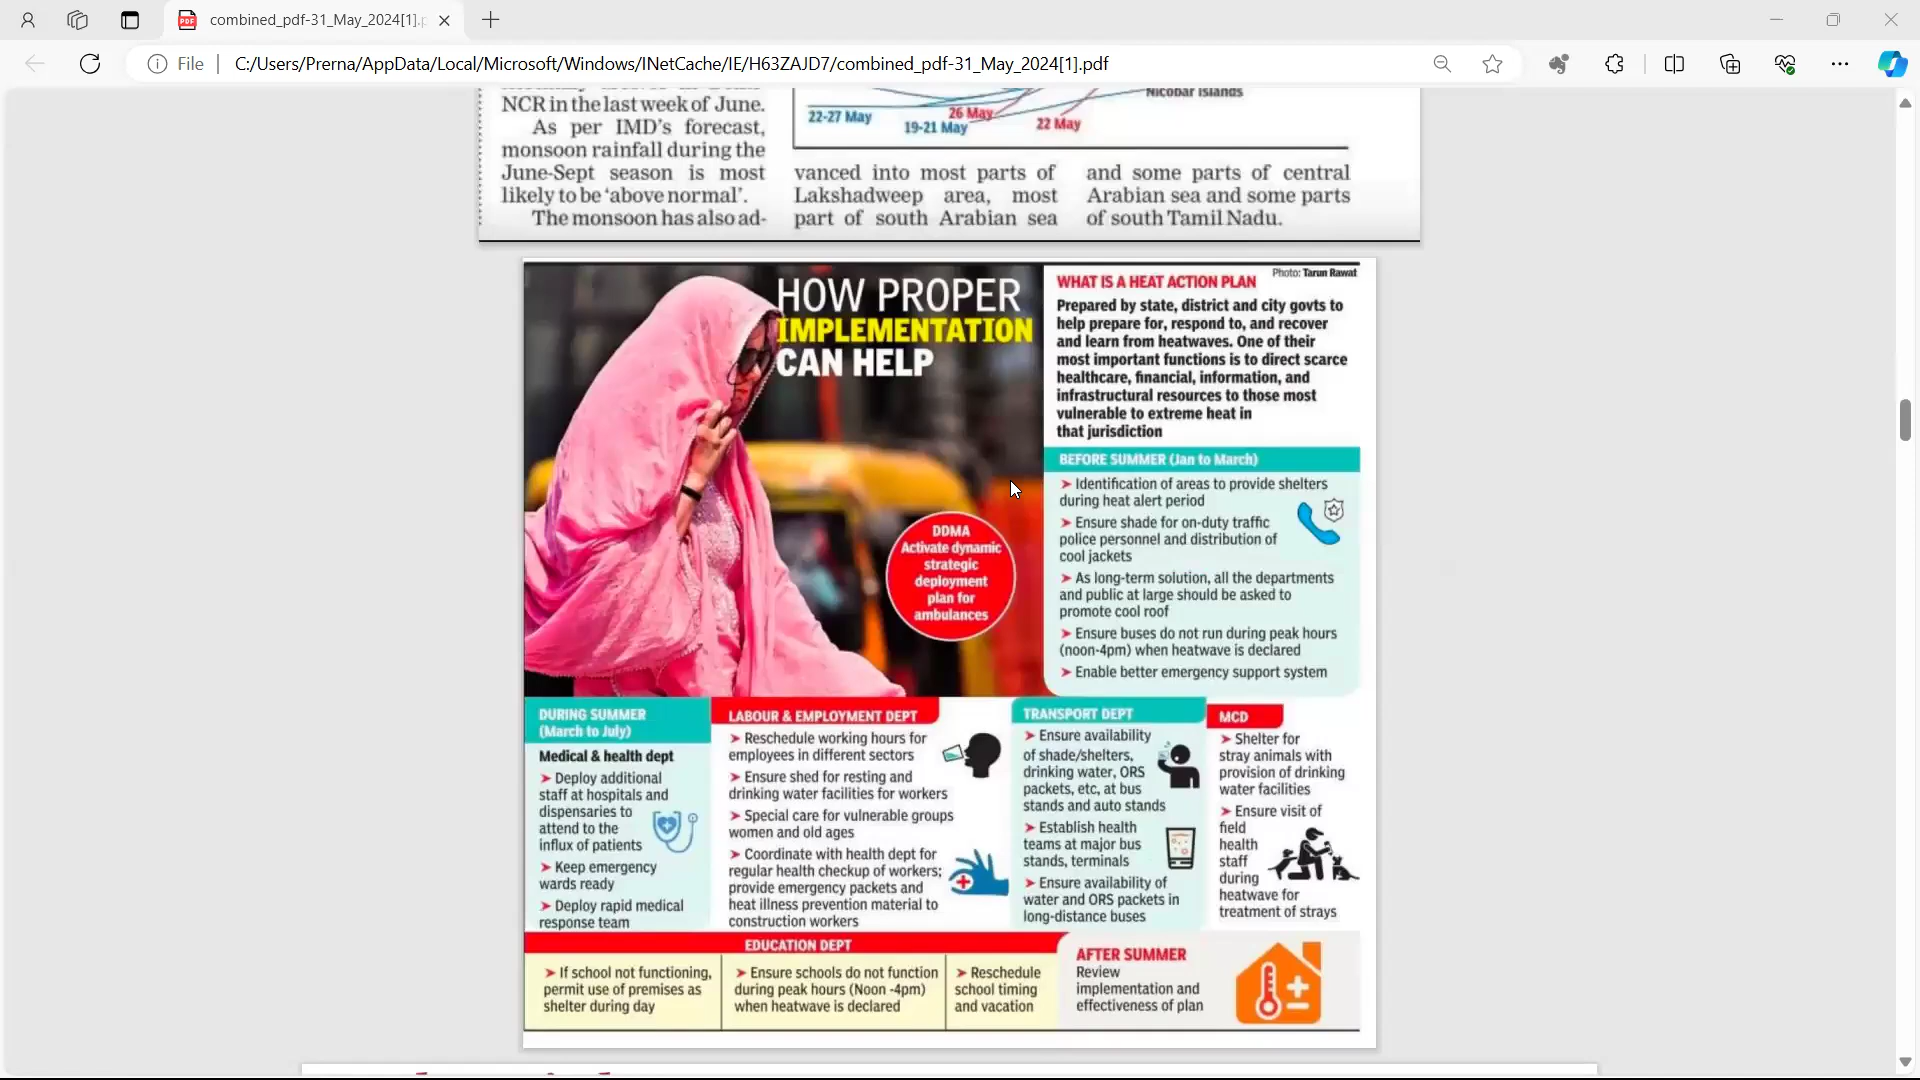 combined_pdf-31_May_2024[1].p
File
C:/Users/Prerna/AppData/Local/Microsoft/Windows/INetCache/IE/H63ZAJD7/combined_pdf-31_May_2024[1].pdf
NCR in the last week of June.
As per IMD's forecast,
monsoon rainfall during the
June-Sept season is most
likely to be 'above normal'.
The monsoon has also ad-
Nicobar Islands
22-27 May
26 May
19-21 May
22 May
vanced into most parts of
Lakshadweep area, most
part of south Arabian sea
and some parts of central
Arabian sea and some parts
of south Tamil Nadu.
HOW PROPER
IMPLEMENTATION
CAN HELP
DDMA
Activate dynamic
strategic
deployment
plan for
ambulances
Photo: Tarun Rawat
WHAT IS A HEAT ACTION PLAN
Prepared by state, district and city govts to
help prepare for, respond to, and recover
and learn from heatwaves. One of their
most important functions is to direct scarce
healthcare, financial, information, and
infrastructural resources to those most
vulnerable to extreme heat in
that jurisdiction
BEFORE SUMMER (Jan to March)
➤ Identification of areas to provide shelters
during heat alert period
➤ Ensure shade for on-duty traffic
police personnel and distribution of
cool jackets
➤ As long-term solution, all the departments
and public at large should be asked to
promote cool roof
➤ Ensure buses do not run during peak hours
(noon-4pm) when heatwave is declared
➤ Enable better emergency support system
DURING SUMMER
(March to July)
Medical & health dept
➤ Deploy additional
staff at hospitals and
dispensaries to
attend to the
influx of patients
➤ Keep emergency
wards ready
➤ Deploy rapid medical
response team
LABOUR & EMPLOYMENT DEPT
➤ Reschedule working hours for
employees in different sectors
➤ Ensure shed for resting and
drinking water facilities for workers
➤ Special care for vulnerable groups
women and old ages
➤ Coordinate with health dept for
regular health checkup of workers;
provide emergency packets and
heat illness prevention material to
construction workers
TRANSPORT DEPT
➤ Ensure availability
of shade/shelters,
drinking water, ORS
packets, etc, at bus
stands and auto stands
➤ Establish health
teams at major bus
stands, terminals
➤ Ensure availability of
water and ORS packets in
long-distance buses
MCD
➤ Shelter for
stray animals with
provision of drinking
water facilities
➤ Ensure visit of
field
health
staff
during
heatwave for
treatment of strays
EDUCATION DEPT
➤ If school not functioning,
permit use of premises as
shelter during day
➤ Ensure schools do not function
during peak hours (Noon -4pm)
when heatwave is declared
➤ Reschedule
school timing
and vacation
AFTER SUMMER
Review
implementation and
effectiveness of plan